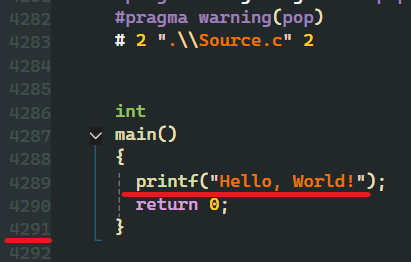 4282 #pragma warning(pop)
4283 # 2 ".\\Source.c" 2
4284
4285
4286 int
4287 main()
4288 {
4289 printf("Hello, World!");
4290 return 0;
4291 }
4292